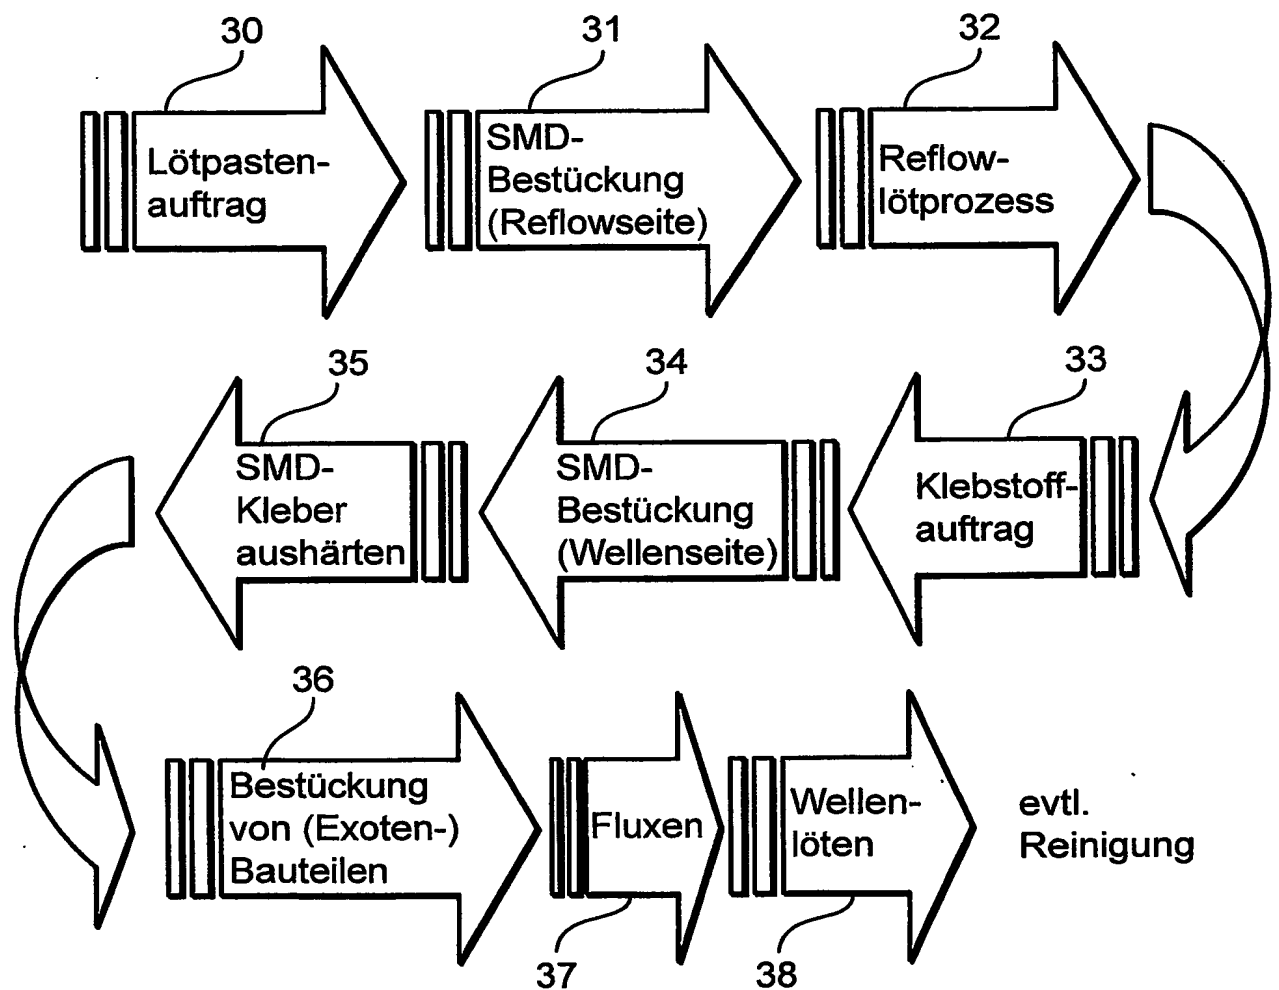 30
31
32
Lötpasten-
auftrag
SMD-
Bestückung
(Reflowseite)
Reflow-
lötprozess
35
34
33
SMD-
Kleber
aushärten
SMD-
Bestückung
(Wellenseite)
Klebstoff-
auftrag
36
Bestückung
von (Exoten-)
Bauteilen
Fluxen
Wellen-
löten
evtl.
Reinigung
37
38